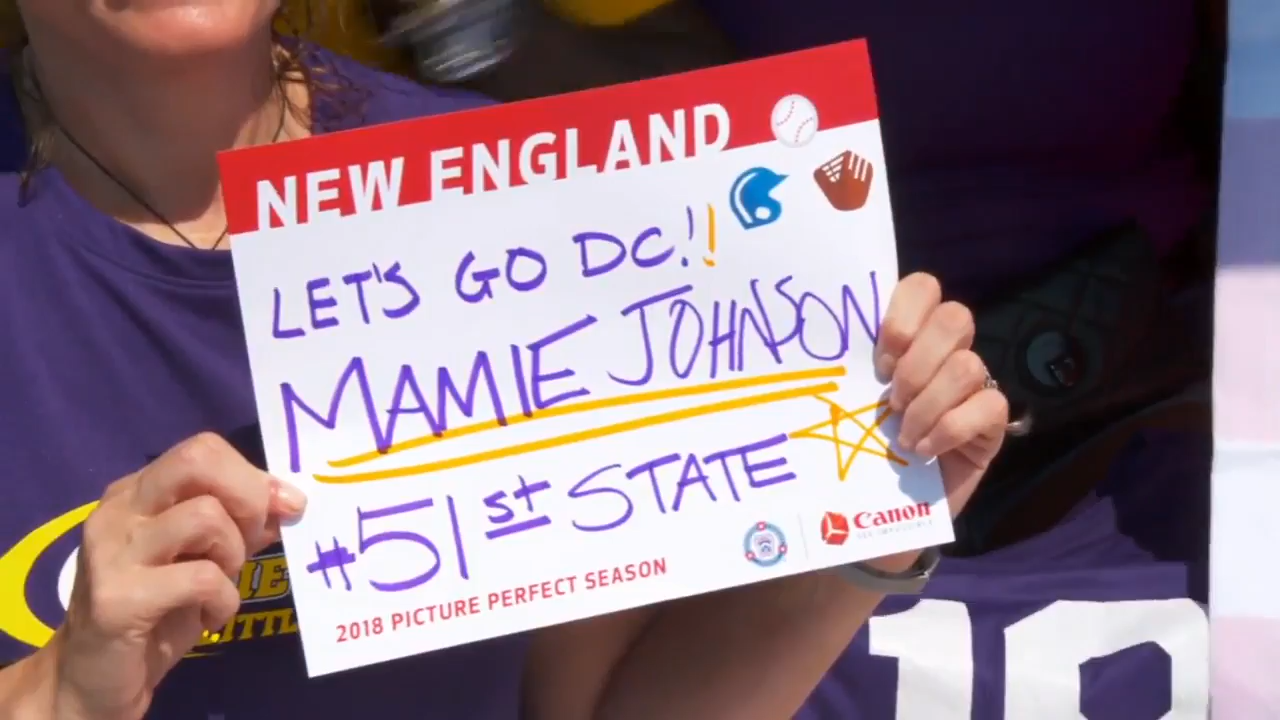 NEW ENGLAND
LET'S GO DC!!
MAMIE JOHNSON
#51st STATE
2018 PICTURE PERFECT SEASON
Canon